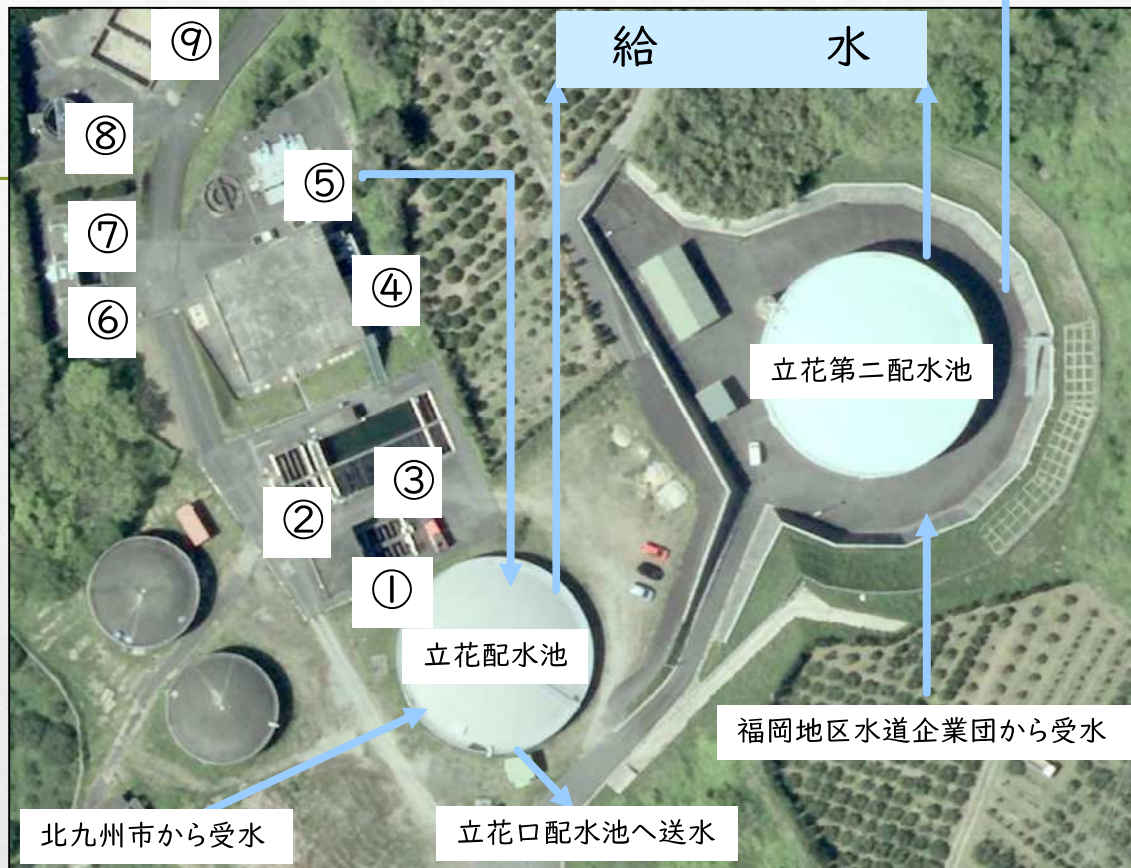 給 水
⑨
⑧
⑤
⑦
④
⑥
立花第二配水池
③
②
①
立花配水池
福岡地区水道企業団から受水
北九州市から受水
立花口配水池へ送水